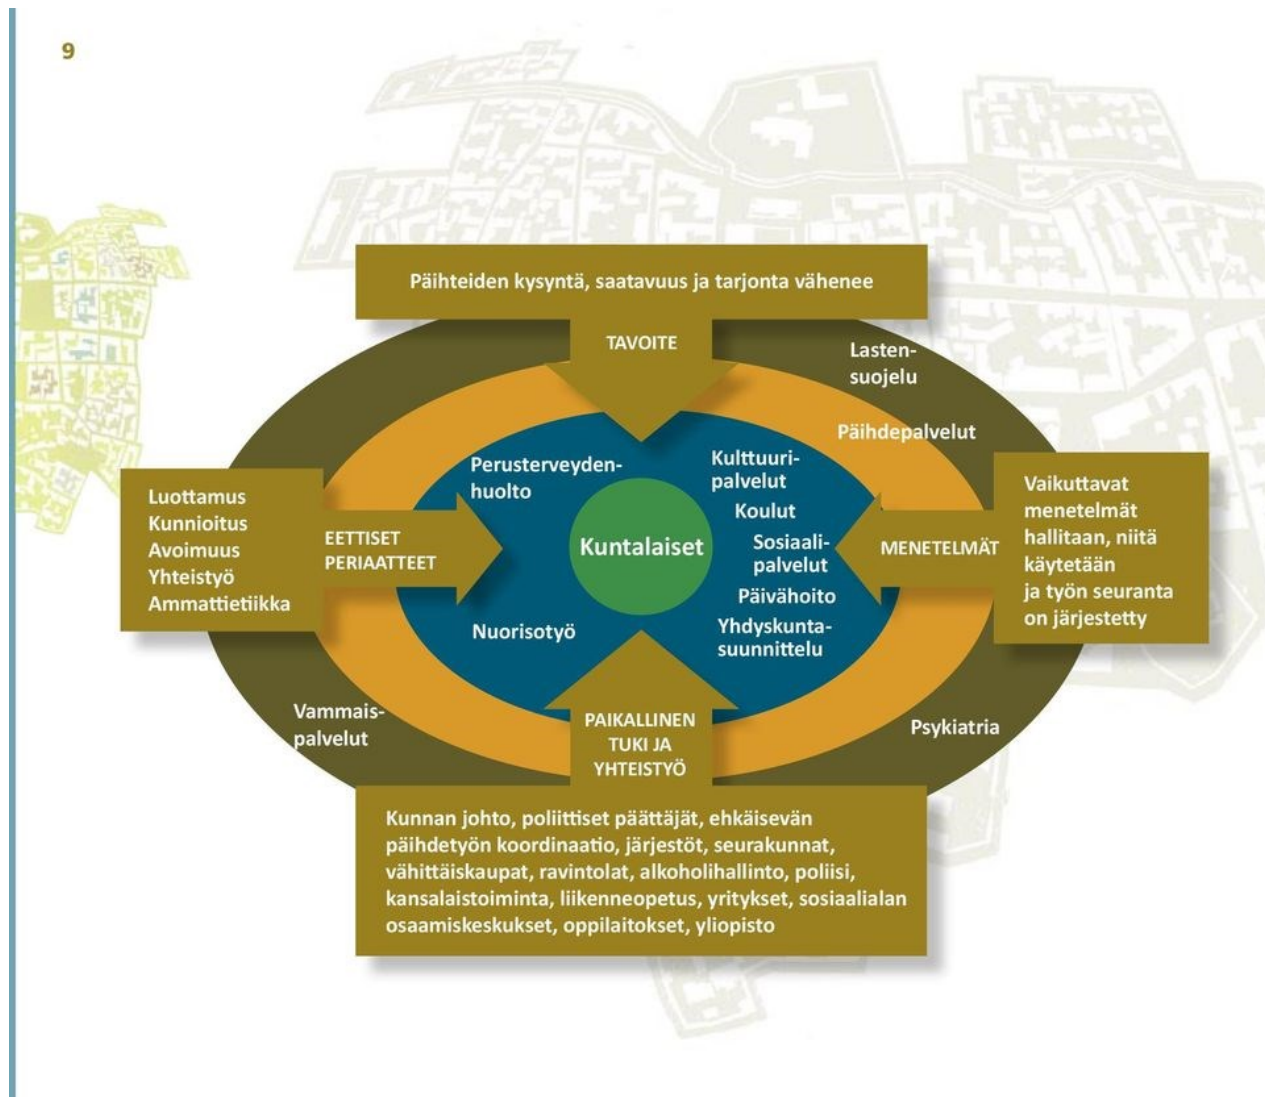 9
Päihteiden kysyntä, saatavuus ja tarjonta vähenee
TAVOITE
Lasten-
suojelu
Päihdepalvelut
Perusterveyden-
huolto
Kulttuuri-
palvelut
Koulut
Sosiaali-
palvelut
Päivähoito
Yhdyskunta-
suunnittelu
Kuntalaiset
Nuorisotyö
Luottamus
Kunnioitus
Avoimuus
Yhteistyö
Ammattietiikka
EETTISET
PERIAATTEET
MENETELMÄT
Vaikuttavat
menetelmät
hallitaan, niitä
käytetään
ja työn seuranta
on järjestetty
Vammais-
palvelut
Psykiatria
PAIKALLINEN
TUKI JA
YHTEISTYÖ
Kunnan johto, poliittiset päättäjät, ehkäisevän
päihdetyön koordinaatio, järjestöt, seurakunnat,
vähittäiskaupat, ravintolat, alkoholihallinto, poliisi,
kansalaistoiminta, liikenneopetus, yritykset, sosiaalialan
osaamiskeskukset, oppilaitokset, yliopisto